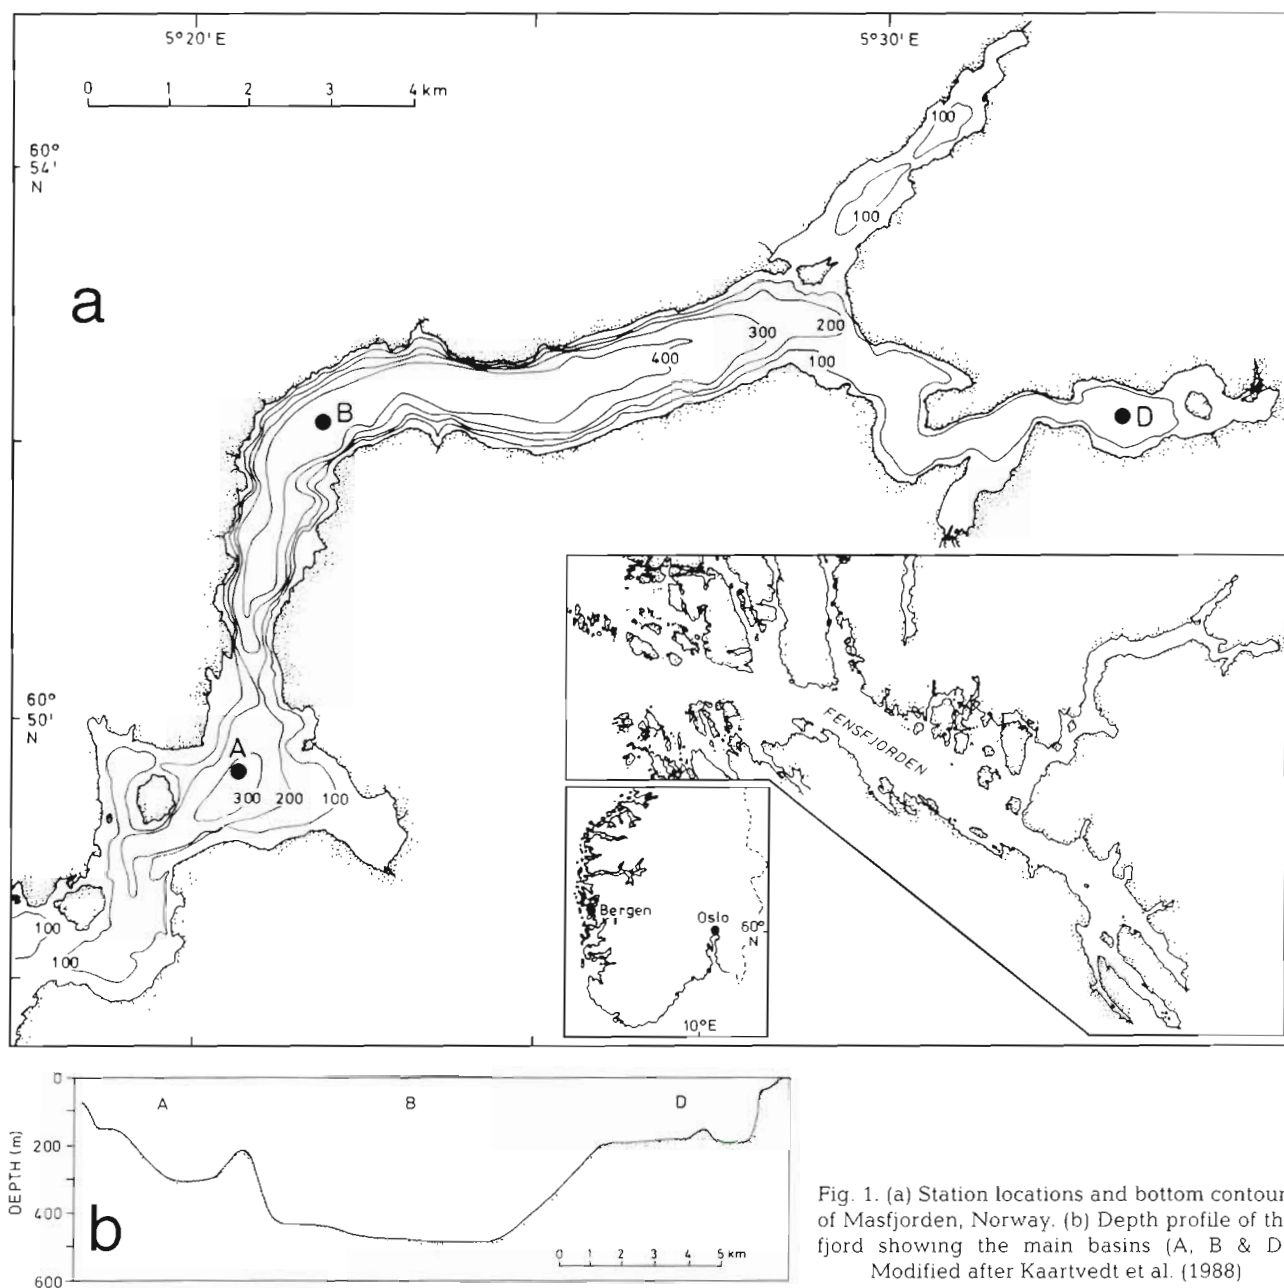 5°20'E
5°30'E
0 1 2 3 4 km
60°
54'
N
100
100
a
300
200
400
100
B
D
60°
50'
N
A
300 200 100
FENSFJORDEN
100
100
Bergen
Oslo
60°
N
10°E
0
A B D
200
400
600
DEPTH (m)
b
0 1 2 3 4 5 km
Fig. 1. (a) Station locations and bottom contour
of Masfjorden, Norway. (b) Depth profile of th
fjord showing the main basins (A, B & D
Modified after Kaartvedt et al. (1988)